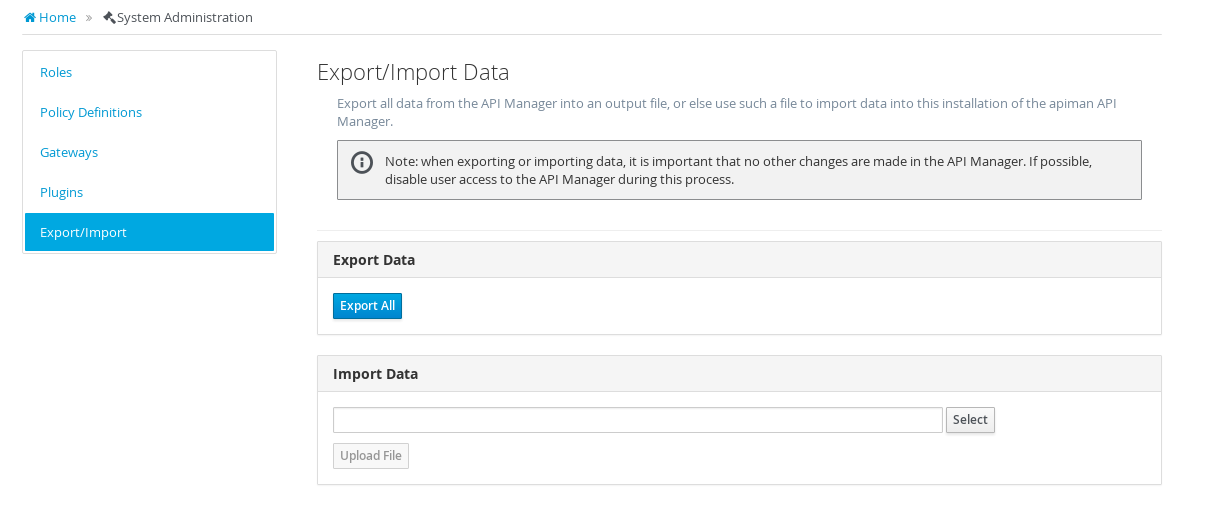 Home » System Administration
Roles
Policy Definitions
Gateways
Plugins
Export/Import
Export/Import Data
Export all data from the API Manager into an output file, or else use such a file to import data into this installation of the apiman API
Manager.
Note: when exporting or importing data, it is important that no other changes are made in the API Manager. If possible,
disable user access to the API Manager during this process.
Export Data
Export All
Import Data
Select
Upload File